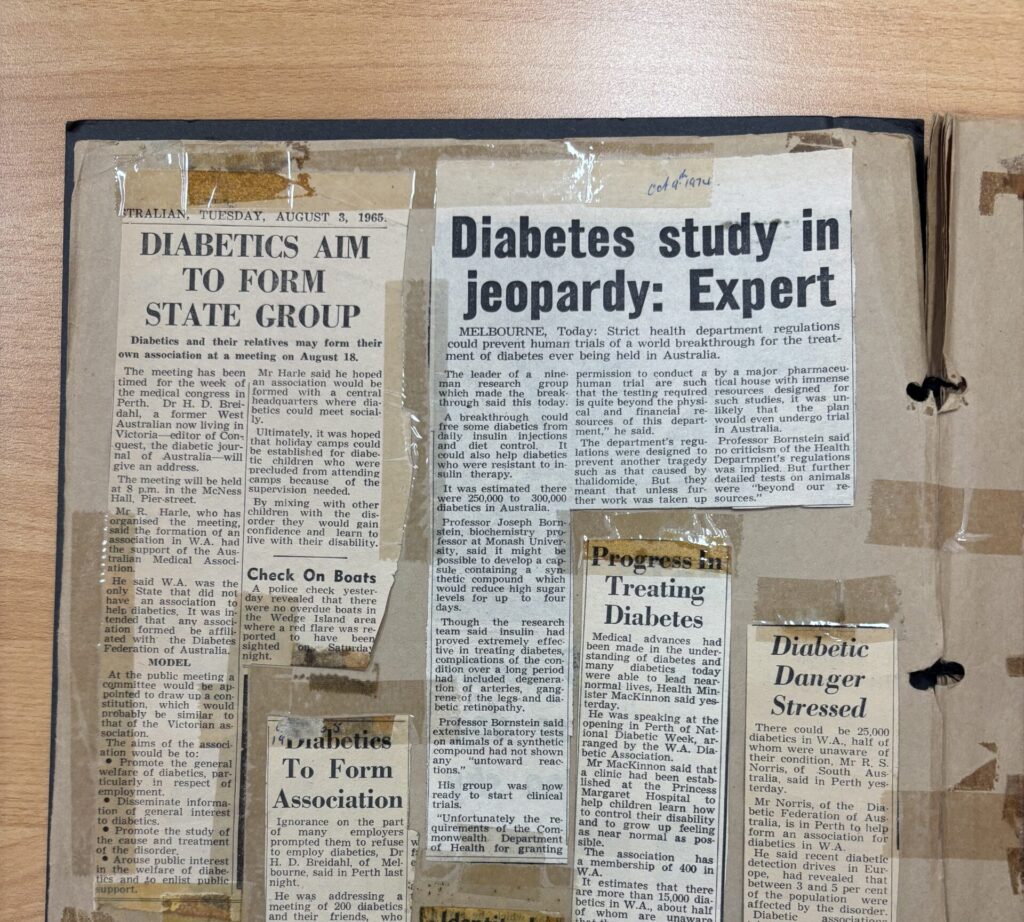 STRALIAN, TUESDAY, AUGUST 3, 1965.
DIABETICS AIM
TO FORM
STATE GROUP
Diabetics and their relatives may form their
own association at a meeting on August 18.
The meeting has been
timed for the week of
the medical congress in
Perth. Dr H. D. Brei-
dahl, a former West
Australian now living in
Victoria—editor of Con-
quest, the diabetic jour-
nal of Australia—will
give an address.
The meeting will be held
at 8 p.m. in the McNess
Hall, Pier-street.
Mr R. Harle, who has
organised the meeting,
said the formation of an
association in W.A. had
the support of the Aus-
tralian Medical Associ-
ation.
He said W.A. was the
only State that did not
have an association to
help diabetics. It was in-
tended that any associ-
ation formed be affili-
ated with the Diabetes
Federation of Australia.
MODEL
At the public meeting a
committee would be ap-
pointed to draw up a con-
stitution, which would
probably be similar to
that of the Victorian as-
sociation.
The aims of the associ-
ation would be to:
• Promote the general
welfare of diabetics, par-
ticularly in respect of
employment.
• Disseminate informa-
tion of general interest
to diabetics.
• Promote the study of
the cause and treatment
of the disorder.
• Arouse public interest
in the welfare of diabe-
tics and to enlist public
support.
Mr Harle said he hoped
an association would be
formed with a central
headquarters where dia-
betics could meet social-
ly.
Ultimately, it was hoped
that holiday camps could
be established for diabe-
tic children who were
precluded from attending
camps because of the
supervision needed.
By mixing with other
children with the dis-
order they would gain
confidence and learn to
live with their disability.
Check On Boats
A police check yester-
day revealed that there
were no overdue boats in
the Wedge Island area
where a red flare was re-
ported to have been
sighted on Saturday
night.
Diabetics
To Form
Association
Ignorance on the part
of many employers
prompted them to refuse
to employ diabetics, Dr
H. D. Breidahl, of Mel-
bourne, said in Perth last
night.
He was addressing a
meeting of 200 diabetics
and their friends, who
Oct 9th 1974
Diabetes study in
jeopardy: Expert
MELBOURNE, Today: Strict health department regulations
could prevent human trials of a world breakthrough for the treat-
ment of diabetes ever being held in Australia.
The leader of a nine-
man research group
which made the break-
through said this today.
A breakthrough could
free some diabetics from
daily insulin injections
and diet control. It
could also help diabetics
who were resistant to in-
sulin therapy.
It was estimated there
were 250,000 to 300,000
diabetics in Australia.
Professor Joseph Born-
stein, biochemistry pro-
fessor at Monash Univer-
sity, said it might be
possible to develop a cap-
sule containing a syn-
thetic compound which
would reduce high sugar
levels for up to four
days.
Though the research
team said insulin had
proved extremely effec-
tive in treating diabetes,
complications of the con-
dition over a long period
had included degenera-
tion of arteries, gang-
rene of the legs and dia-
betic retinopathy.
Professor Bornstein said
extensive laboratory tests
on animals of a synthetic
compound had not shown
any "untoward reac-
tions."
His group was now
ready to start clinical
trials.
"Unfortunately the re-
quirements of the Com-
monwealth Department
of Health for granting
permission to conduct a
human trial are such
that the testing required
is quite beyond the physi-
cal and financial re-
sources of this depart-
ment," he said.
The department's regu-
lations were designed to
prevent another tragedy
such as that caused by
thalidomide. But they
meant that unless fur-
ther work was taken up
by a major pharmaceu-
tical house with immense
resources designed for
such studies, it was un-
likely that the plan
would even undergo trial
in Australia.
Professor Bornstein said
no criticism of the Health
Department's regulations
was implied. But further
detailed tests on animals
were "beyond our re-
sources."
Progress In
Treating
Diabetes
Medical advances had
been made in the under-
standing of diabetes and
many diabetics today
were able to lead near-
normal lives, Health Min-
ister MacKinnon said yes-
terday.
He was speaking at the
opening in Perth of Nat-
ional Diabetic Week, ar-
ranged by the W.A. Dia-
betic Association.
Mr MacKinnon said that
a clinic had been estab-
lished at the Princess
Margaret Hospital to
help children learn how
to control their disability
and to grow up feeling
as near normal as pos-
sible.
The association has
a membership of 400 in
W.A.
It estimates that there
are more than 15,000 dia-
betics in W.A., about half
of whom are unaware
Diabetic
Danger
Stressed
There could be 25,000
diabetics in W.A., half of
whom were unaware of
their condition, Mr R. S.
Norris, of South Aus-
tralia, said in Perth yes-
terday.
Mr Norris, of the Dia-
betic Federation of Aus-
tralia, is in Perth to help
form an association for
diabetics in W.A.
He said recent diabetic
detection drives in Eur-
ope, had revealed that
between 3 and 5 per cent
of the population were
affected by the disorder.
Diabetic associations